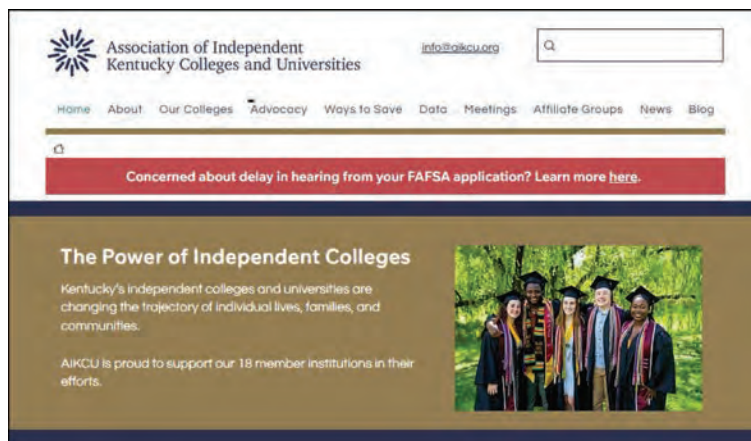 Association of Independent
Kentucky Colleges and Universities
info@aikcu.org
Home About Our Colleges Advocacy Ways to Save Data Meetings Affiliate Groups News Blog
Concerned about delay in hearing from your FAFSA application? Learn more here.
The Power of Independent Colleges
Kentucky's independent colleges and universities are
changing the trajectory of individual lives, families, and
communities.
AIKCU is proud to support our 18 member institutions in their
efforts.